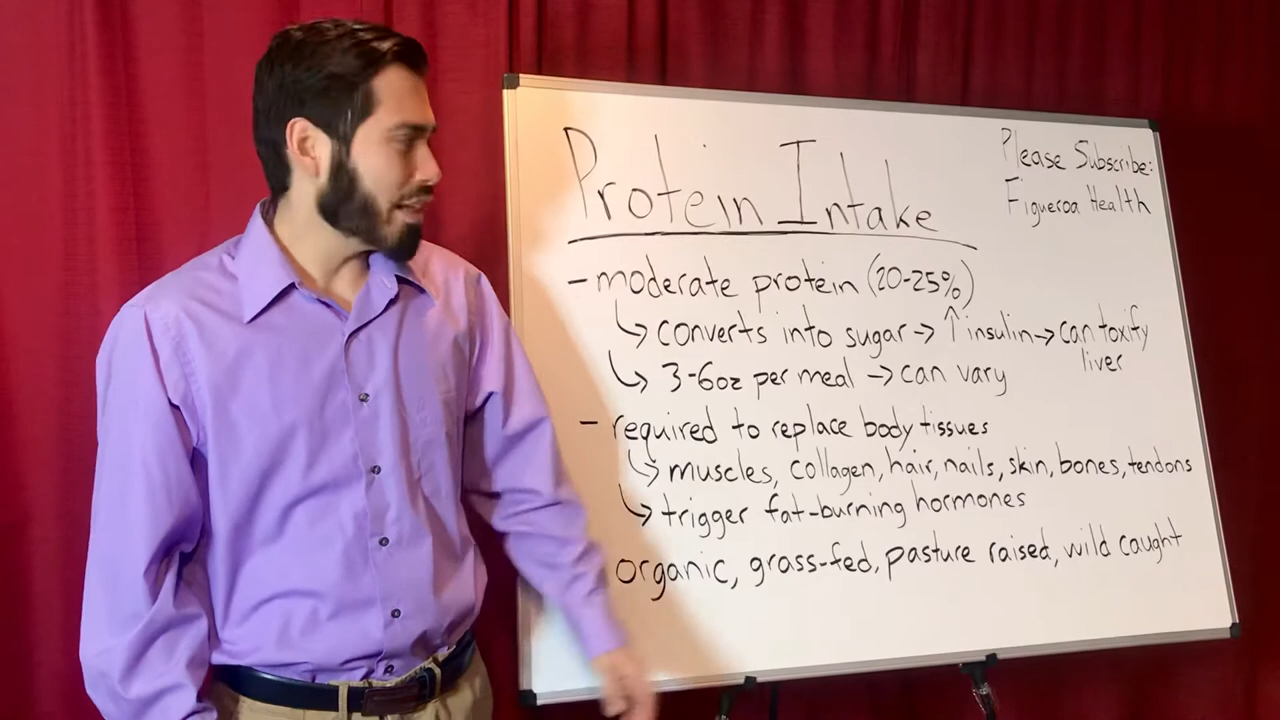 Protein Intake
Please Subscribe:
Figueroa Health
- moderate protein (20-25%)
↳ converts into sugar → ↑ insulin → can toxify
liver
↳ 3-6oz per meal → can vary
- required to replace body tissues
↳ muscles, collagen, hair, nails, skin, bones, tendons
↳ trigger fat-burning hormones
organic, grass-fed, pasture raised, wild caught